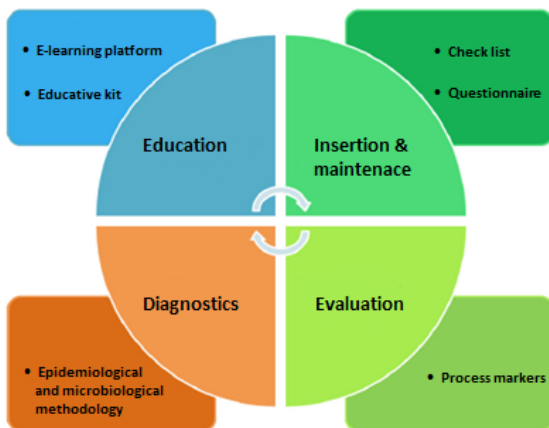 • E-learning platform
• Educative kit
• Check list
• Questionnaire
Education
Insertion &
maintenace
Diagnostics
Evaluation
• Epidemiological
and microbiological
methodology
• Process markers